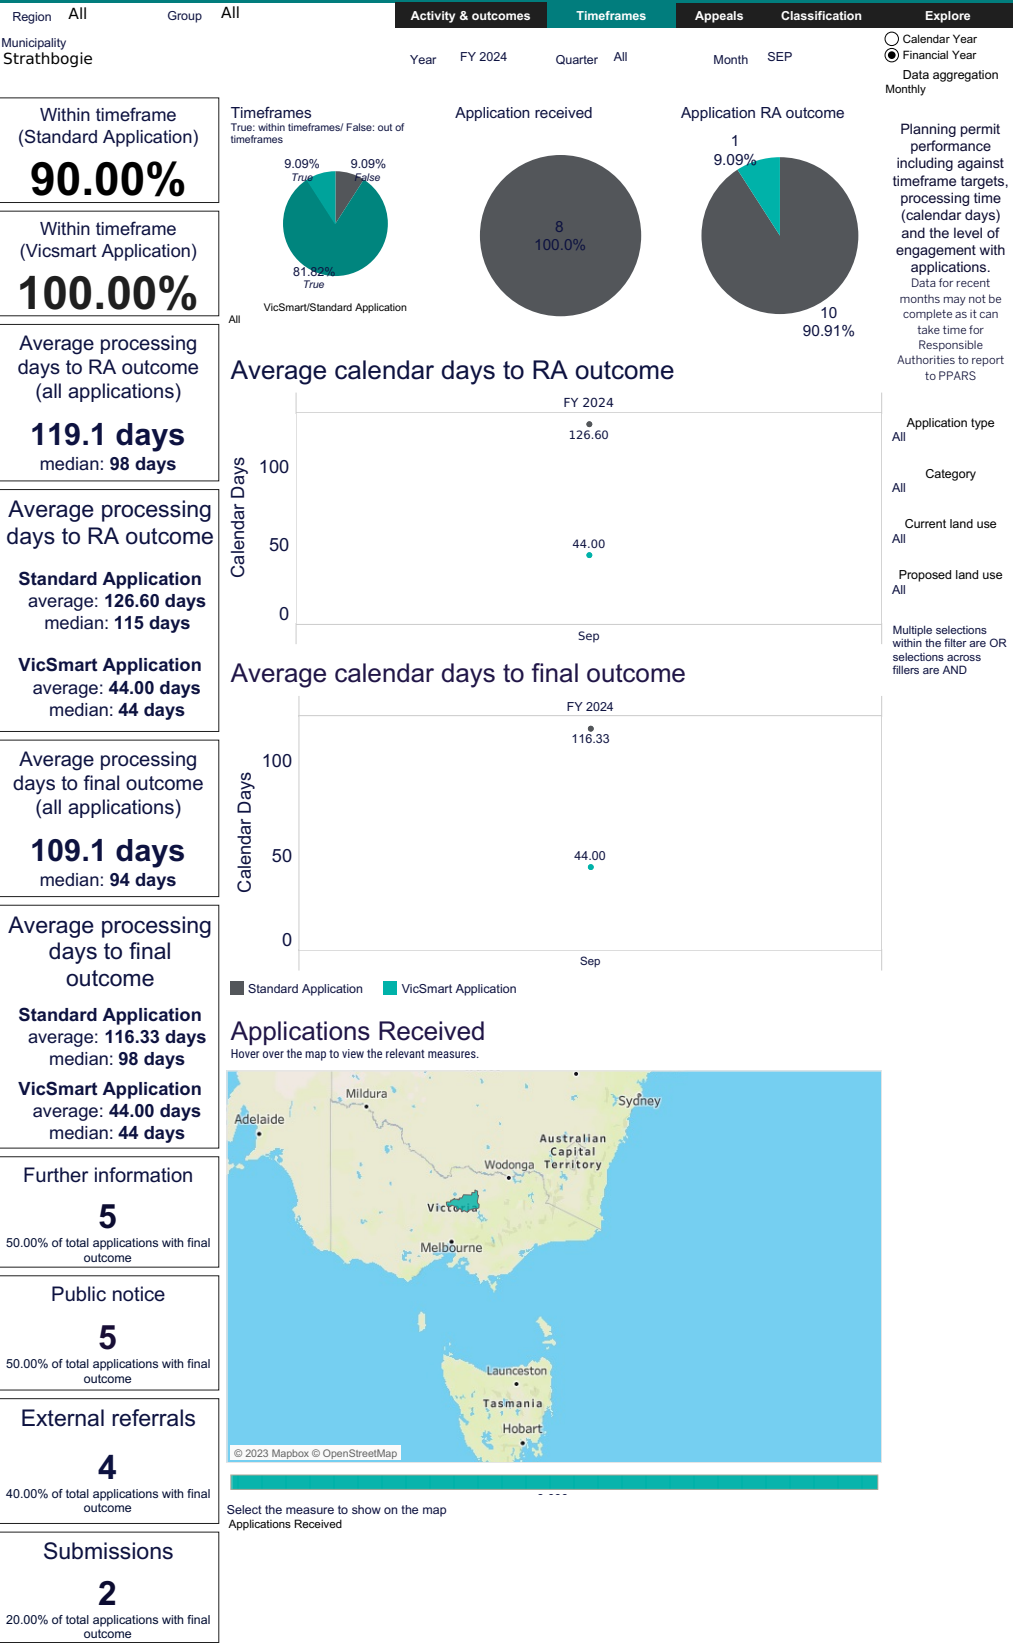 Region All Group All Activity & outcomes Timeframes Appeals Classification Explore
Municipality
Strathbogie
Year FY 2024 Quarter All Month SEP
Calendar Year
Financial Year
Data aggregation
Monthly
Within timeframe
(Standard Application)
90.00%
Within timeframe
(Vicsmart Application)
100.00%
Average processing
days to RA outcome
(all applications)
119.1 days
median: 98 days
Average processing
days to RA outcome
Standard Application
average: 126.60 days
median: 115 days
VicSmart Application
average: 44.00 days
median: 44 days
Average processing
days to final outcome
(all applications)
109.1 days
median: 94 days
Average processing
days to final
outcome
Standard Application
average: 116.33 days
median: 98 days
VicSmart Application
average: 44.00 days
median: 44 days
Further information
5
50.00% of total applications with final
outcome
Public notice
5
50.00% of total applications with final
outcome
External referrals
4
40.00% of total applications with final
outcome
Submissions
2
20.00% of total applications with final
outcome
Timeframes
True: within timeframes/ False: out of
timeframes
9.09%
True
9.09%
False
81.82%
True
VicSmart/Standard Application
All
Application received
8
100.0%
Application RA outcome
1
9.09%
10
90.91%
Average calendar days to RA outcome
FY 2024
Calendar Days
100
50
0
126.60
44.00
Sep
Average calendar days to final outcome
FY 2024
Calendar Days
100
50
0
116.33
44.00
Sep
Standard Application VicSmart Application
Applications Received
Hover over the map to view the relevant measures.
Mildura
Sydney
Adelaide
Australian
Capital
Territory
Wodonga
Victoria
Melbourne
Launceston
Tasmania
Hobart
© 2023 Mapbox © OpenStreetMap
Select the measure to show on the map
Applications Received
Planning permit
performance
including against
timeframe targets,
processing time
(calendar days)
and the level of
engagement with
applications.
Data for recent
months may not be
complete as it can
take time for
Responsible
Authorities to report
to PPARS
Application type
All
Category
All
Current land use
All
Proposed land use
All
Multiple selections
within the filter are OR
selections across
fillers are AND